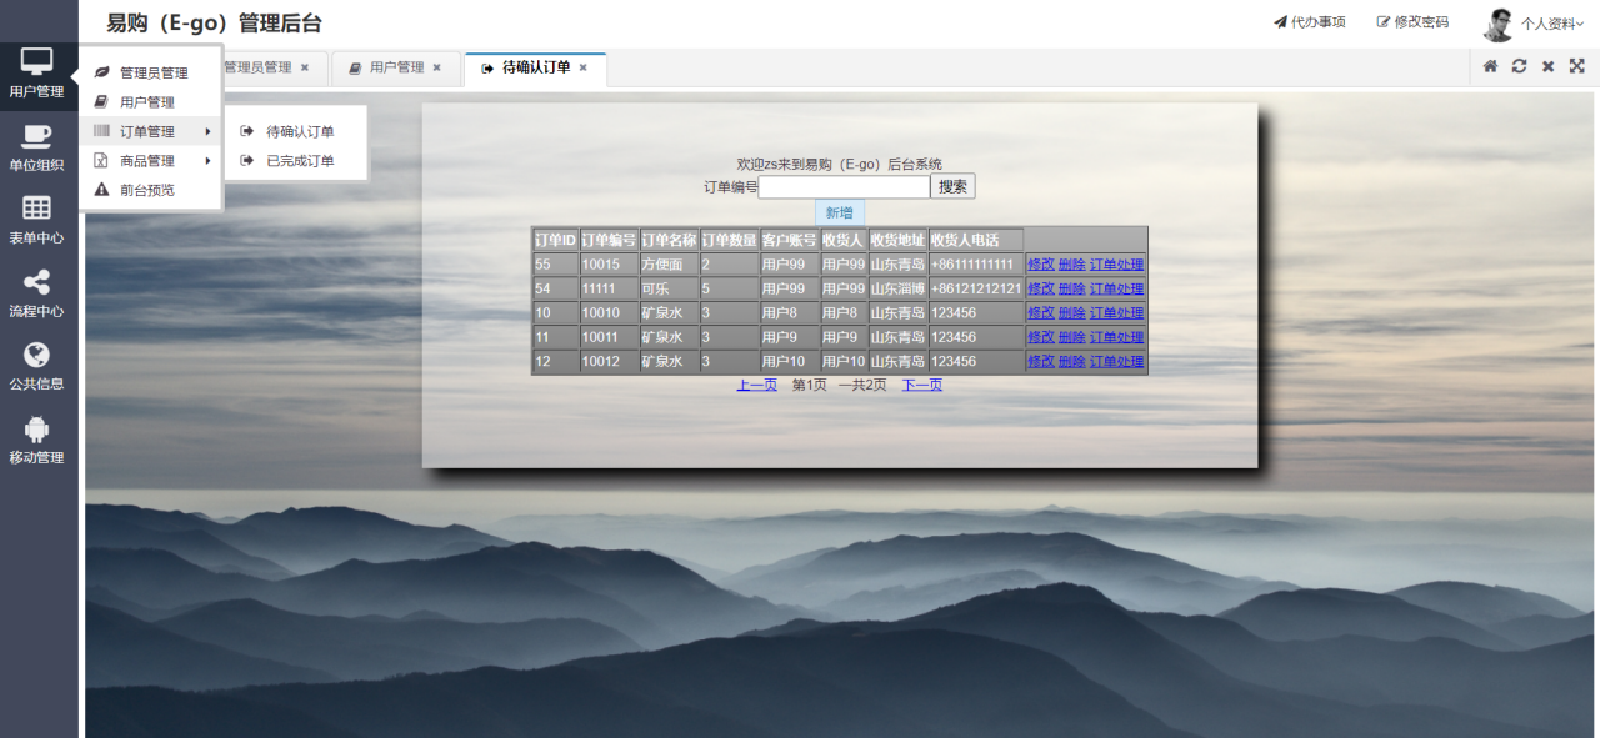 易购（E-go）管理后台
代办事项 修改密码 个人资料
管理员管理 × 用户管理 × 待确认订单 ×
用户管理
单位组织
表单中心
流程中心
公共信息
移动管理
管理员管理
用户管理
订单管理
商品管理
前台预览
待确认订单
已完成订单
欢迎zs来到易购（E-go）后台系统
订单编号 搜索
新增
订单ID 订单编号 订单名称 订单数量 客户账号 收货人 收货地址 收货人电话
55 10015 方便面 2 用户99 用户99 山东青岛 +86111111111 修改 删除 订单处理
54 11111 可乐 5 用户99 用户99 山东淄博 +86121212121 修改 删除 订单处理
10 10010 矿泉水 3 用户8 用户8 山东青岛 123456 修改 删除 订单处理
11 10011 矿泉水 3 用户9 用户9 山东青岛 123456 修改 删除 订单处理
12 10012 矿泉水 3 用户10 用户10 山东青岛 123456 修改 删除 订单处理
上一页 第1页 一共2页 下一页